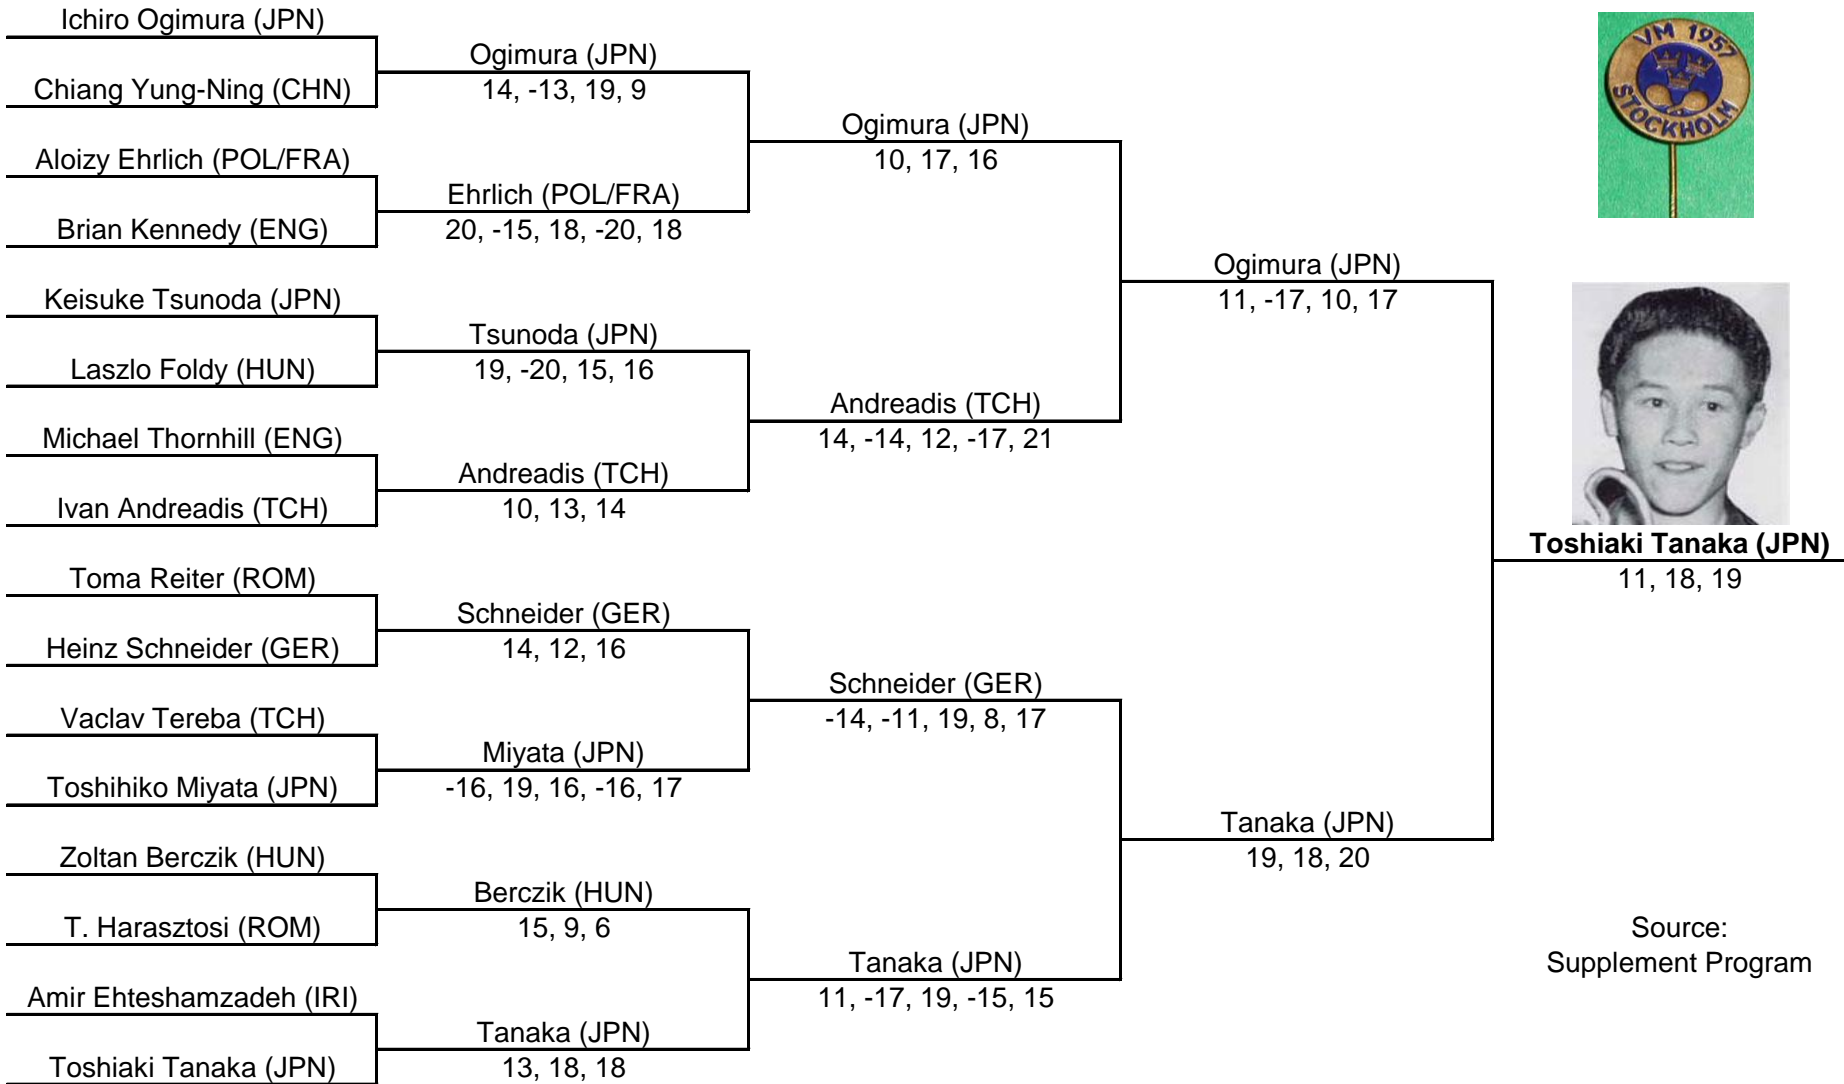 Ichiro Ogimura (JPN)
Chiang Yung-Ning (CHN)
Aloizy Ehrlich (POL/FRA)
Brian Kennedy (ENG)
Keisuke Tsunoda (JPN)
Laszlo Foldy (HUN)
Michael Thornhill (ENG)
Ivan Andreadis (TCH)
Toma Reiter (ROM)
Heinz Schneider (GER)
Vaclav Tereba (TCH)
Toshihiko Miyata (JPN)
Zoltan Berczik (HUN)
T. Harasztosi (ROM)
Amir Ehteshamzadeh (IRI)
Toshiaki Tanaka (JPN)
Ogimura (JPN)
14, -13, 19, 9
Ehrlich (POL/FRA)
20, -15, 18, -20, 18
Tsunoda (JPN)
19, -20, 15, 16
Andreadis (TCH)
10, 13, 14
Schneider (GER)
14, 12, 16
Miyata (JPN)
-16, 19, 16, -16, 17
Berczik (HUN)
15, 9, 6
Tanaka (JPN)
13, 18, 18
Ogimura (JPN)
10, 17, 16
Andreadis (TCH)
14, -14, 12, -17, 21
Schneider (GER)
-14, -11, 19, 8, 17
Tanaka (JPN)
11, -17, 19, -15, 15
Ogimura (JPN)
11, -17, 10, 17
Tanaka (JPN)
19, 18, 20
VM 1957
STOCKHOLM
Toshiaki Tanaka (JPN)
11, 18, 19
Source:
Supplement Program